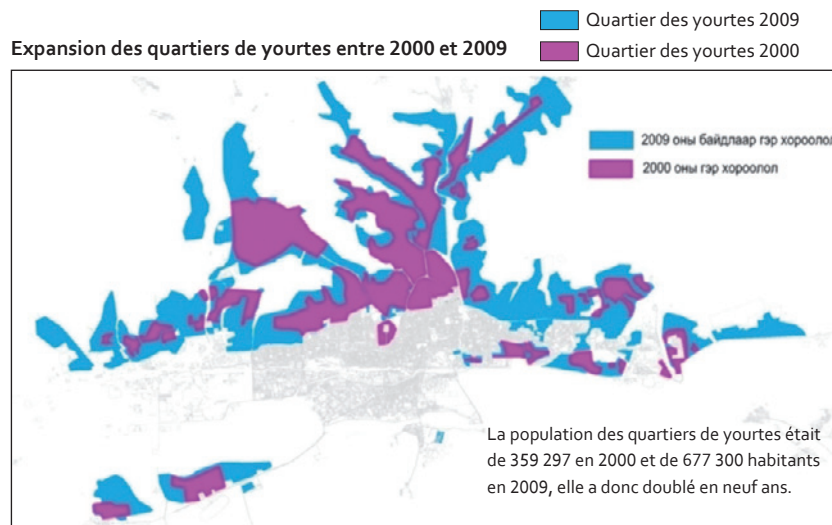 Quartier des yourtes 2009
Expansion des quartiers de yourtes entre 2000 et 2009
Quartier des yourtes 2000
2009 оны байдлаар гэр хороолол
2000 оны гэр хороолол
La population des quartiers de yourtes était
de 359 297 en 2000 et de 677 300 habitants
en 2009, elle a donc doublé en neuf ans.